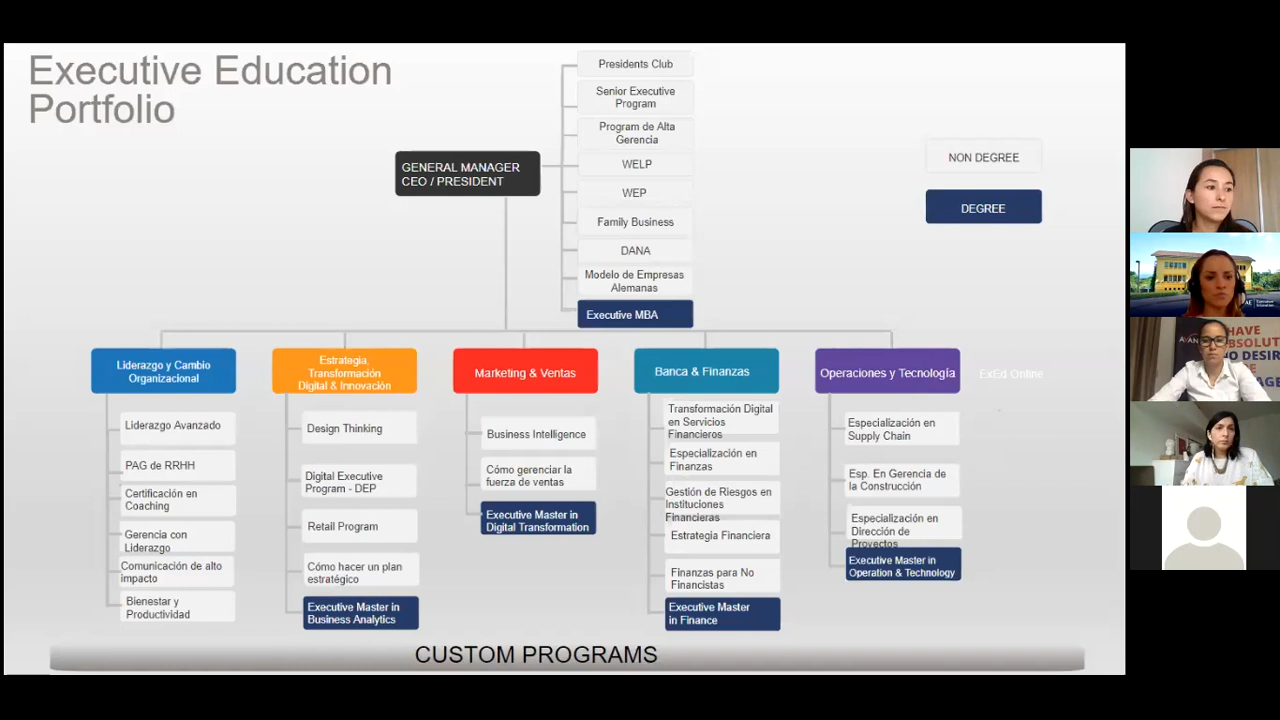 Executive Education
Portfolio
Presidents Club
Senior Executive
Program
Program de Alta
Gerencia
WELP
WEP
Family Business
DANA
Modelo de Empresas
Alemanas
Executive MBA
GENERAL MANAGER
CEO / PRESIDENT
NON DEGREE
DEGREE
Liderazgo y Cambio
Organizacional
Liderazgo Avanzado
PAG de RRHH
Certificación en
Coaching
Gerencia con
Liderazgo
Comunicación de alto
impacto
Bienestar y
Productividad
Estrategia,
Transformación
Digital & Innovación
Design Thinking
Digital Executive
Program - DEP
Retail Program
Cómo hacer un plan
estratégico
Executive Master in
Business Analytics
Marketing & Ventas
Business Intelligence
Cómo gerenciar la
fuerza de ventas
Executive Master in
Digital Transformation
Banca & Finanzas
Transformación Digital
en Servicios
Financieros
Especialización en
Finanzas
Gestión de Riesgos en
Instituciones
Financieras
Estrategia Financiera
Finanzas para No
Financistas
Executive Master
in Finance
Operaciones y Tecnología
Especialización en
Supply Chain
Esp. En Gerencia de
la Construcción
Especialización en
Dirección de
Proyectos
Executive Master in
Operation & Technology
ExEd Online
CUSTOM PROGRAMS
Executive
Education
HAVE
ABSOLUT
NO DESIR